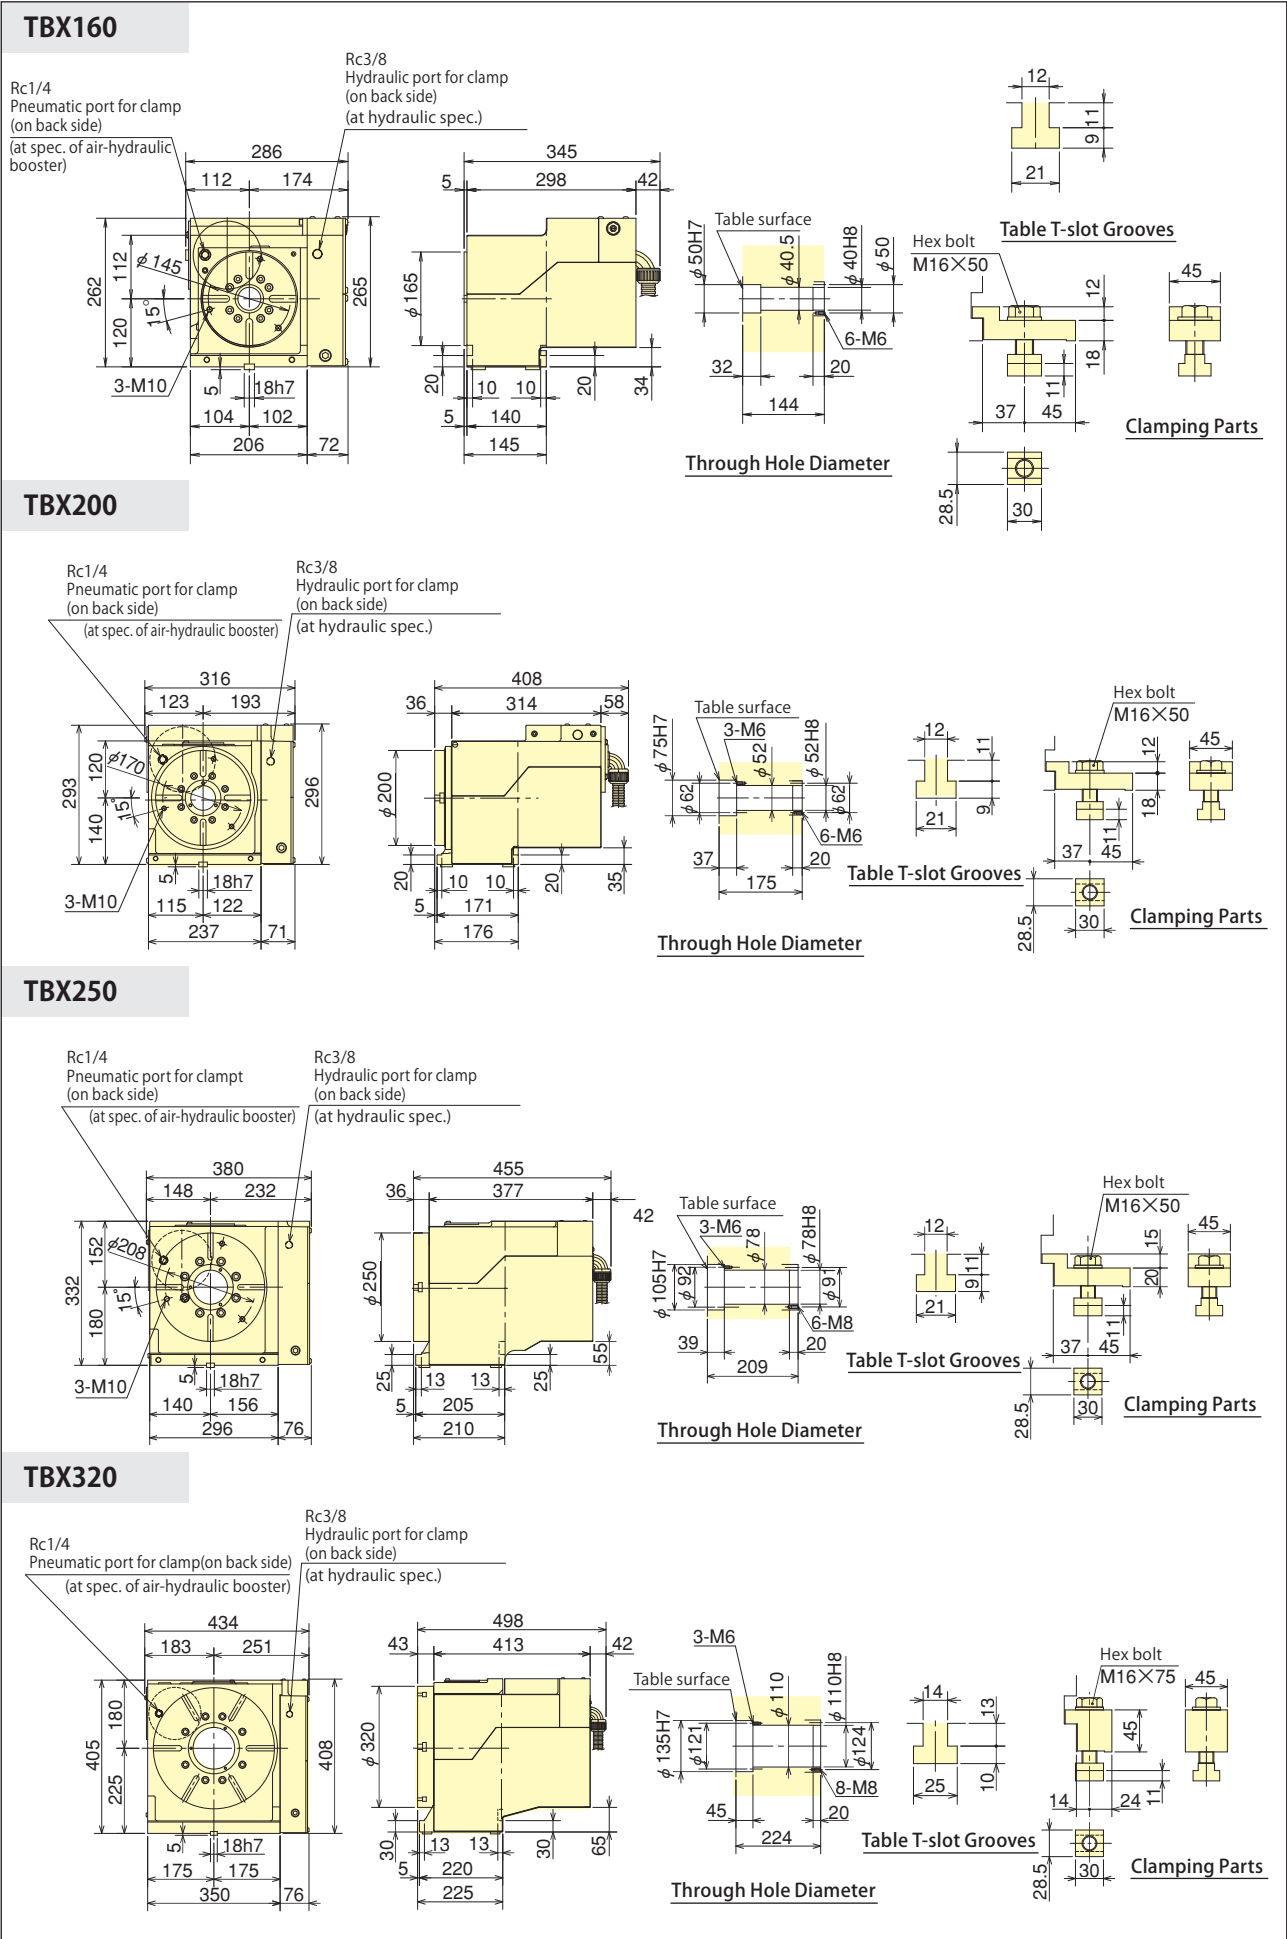 TBX160
Rc1/4
Pneumatic port for clamp
(on back side)
(at spec. of air-hydraulic
booster)
Rc3/8
Hydraulic port for clamp
(on back side)
(at hydraulic spec.)
286
112 174
262
112
120
φ145
15°
265
3-M10
5
18h7
104 102
206 72
345
5 298 42
φ165
20
10 10
20
34
5 140
145
Table surface
φ50H7
φ40.5
φ40H8
φ50
6-M6
32 20
144
Through Hole Diameter
12
11
9
21
Table T-slot Grooves
Hex bolt
M16×50
12
18
11
37 45
45
Clamping Parts
28.5
30
TBX200
Rc1/4
Pneumatic port for clamp
(on back side)
(at spec. of air-hydraulic booster)
Rc3/8
Hydraulic port for clamp
(on back side)
(at hydraulic spec.)
316
123 193
293
120
140
φ170
15°
296
3-M10
5
18h7
115 122
237 71
408
36 314 58
φ200
20
10 10
20
35
5 171
176
Table surface
3-M6
φ75H7
φ62
φ52
φ52H8
φ62
6-M6
37 20
175
Through Hole Diameter
12
11
9
21
Table T-slot Grooves
Hex bolt
M16×50
12
18
11
37 45
45
28.5
30
Clamping Parts
TBX250
Rc1/4
Pneumatic port for clampt
(on back side)
(at spec. of air-hydraulic booster)
Rc3/8
Hydraulic port for clamp
(on back side)
(at hydraulic spec.)
380
148 232
332
152
180
φ208
15°
3-M10
5
18h7
140 156
296 76
455
36 377
42
φ250
25
13 13
25
55
5 205
210
Table surface
3-M6
φ105H7
φ92
φ78
φ78H8
φ91
6-M8
39 20
209
Through Hole Diameter
12
11
9
21
Table T-slot Grooves
Hex bolt
M16×50
15
20
11
37 45
45
28.5
30
Clamping Parts
TBX320
Rc1/4
Pneumatic port for clamp(on back side)
(at spec. of air-hydraulic booster)
Rc3/8
Hydraulic port for clamp
(on back side)
(at hydraulic spec.)
434
183 251
405
180
225
408
5
18h7
175 175
350 76
498
43 413 42
φ320
30
13 13
30
65
5 220
225
3-M6
Table surface
φ135H7
φ121
φ110
φ110H8
φ124
8-M8
45 20
224
Through Hole Diameter
14
13
10
25
Table T-slot Grooves
Hex bolt
M16×75
45
11
14 24
45
28.5
30
Clamping Parts